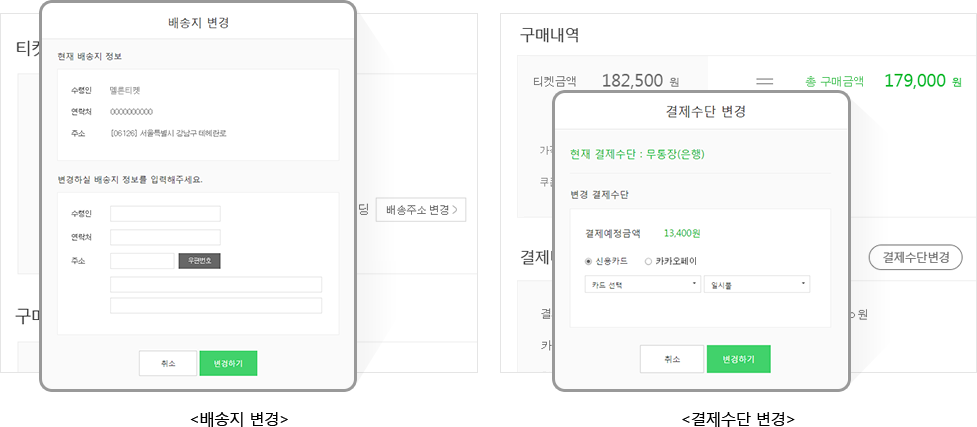 배송지 변경
티켓
현재 배송지 정보
수령인 멜론티켓
연락처 0000000000
주소 [06126] 서울특별시 강남구 테헤란로
변경하실 배송지 정보를 입력해주세요.
수령인
연락처
주소 우편번호
딩 배송주소 변경 >
구매
취소 변경하기
<배송지 변경>
구매내역
티켓금액 182,500 원 = 총 구매금액 179,000 원
결제수단 변경
가
쿠폰
현재 결제수단 : 무통장(은행)
변경 결제수단
결제예정금액 13,400원
신용카드 카카오페이
카드 선택 일시불
결제 결제수단변경
결 원
카
취소 변경하기
<결제수단 변경>